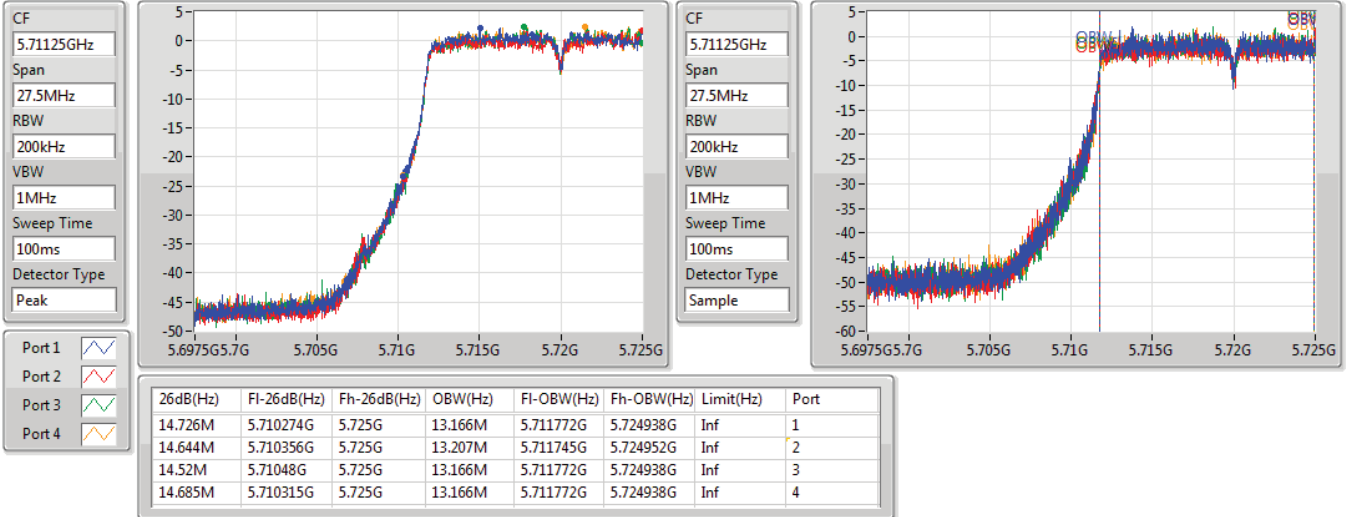 CF
5.71125GHz
Span
27.5MHz
RBW
200kHz
VBW
1MHz
Sweep Time
100ms
Detector Type
Peak
5
0
-5
-10
-15
-20
-25
-30
-35
-40
-45
-50
5.6975G 5.7G 5.705G 5.71G 5.715G 5.72G 5.725G
CF
5.71125GHz
Span
27.5MHz
RBW
200kHz
VBW
1MHz
Sweep Time
100ms
Detector Type
Sample
5
0
-5
-10
-15
-20
-25
-30
-35
-40
-45
-50
-55
-60
OBW
OBW
OBW
5.6975G 5.7G 5.705G 5.71G 5.715G 5.72G 5.725G
Port 1
Port 2
Port 3
Port 4
26dB(Hz) Fl-26dB(Hz) Fh-26dB(Hz) OBW(Hz) Fl-OBW(Hz) Fh-OBW(Hz) Limit(Hz) Port
14.726M 5.710274G 5.725G 13.166M 5.711772G 5.724938G Inf 1
14.644M 5.710356G 5.725G 13.207M 5.711745G 5.724952G Inf 2
14.52M 5.71048G 5.725G 13.166M 5.711772G 5.724938G Inf 3
14.685M 5.710315G 5.725G 13.166M 5.711772G 5.724938G Inf 4